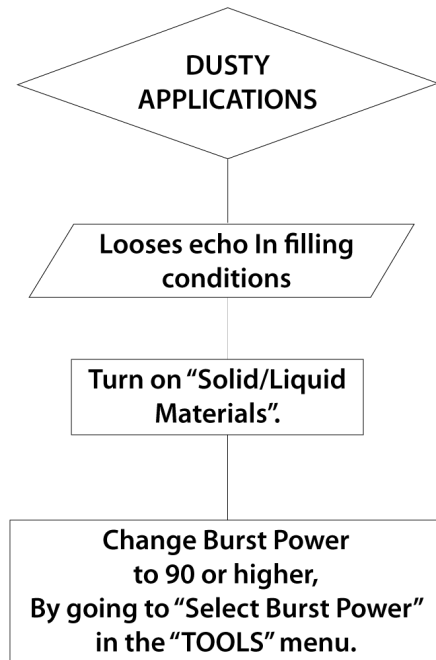 DUSTY
APPLICATIONS
Looses echo In filling
conditions
Turn on “Solid/Liquid
Materials”.
Change Burst Power
to 90 or higher,
By going to “Select Burst Power”
in the “TOOLS” menu.